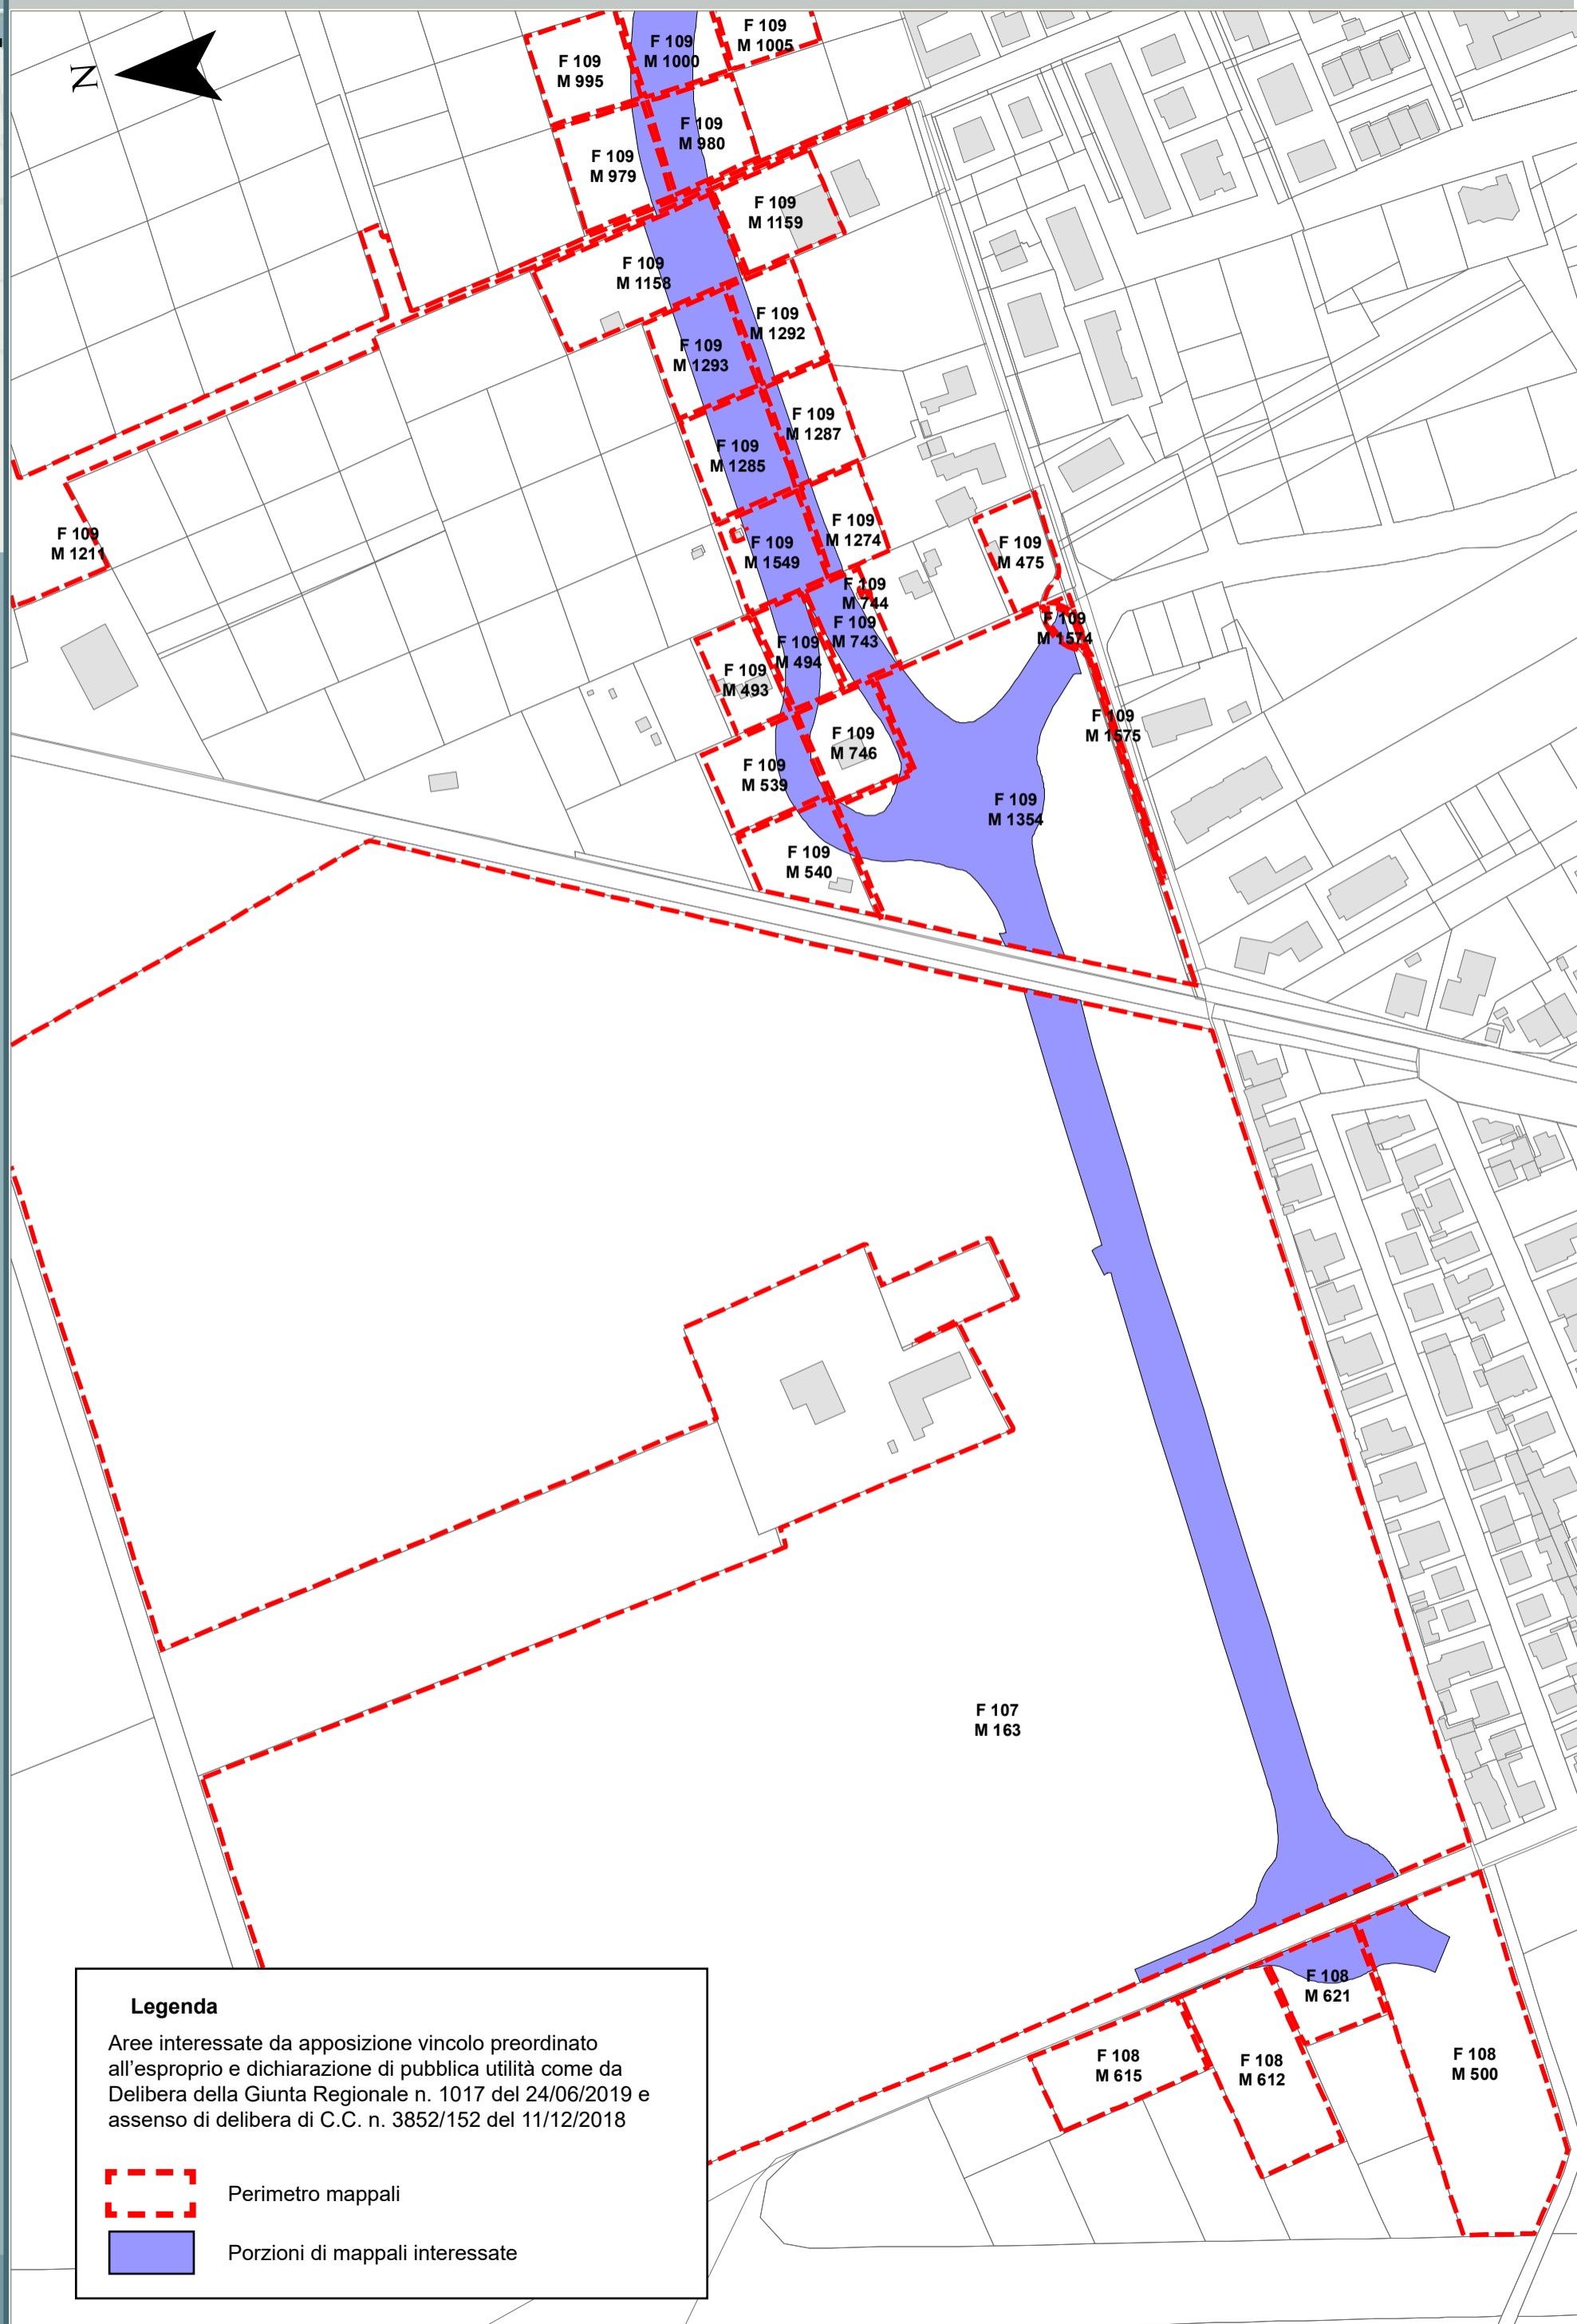 N
F 109
M 1005
F 109
M 1000
F 109
M 995
F 109
M 980
F 109
M 979
F 109
M 1159
F 109
M 1158
F 109
M 1292
F 109
M 1293
F 109
M 1287
F 109
M 1285
F 109
M 1211
F 109
M 1274
F 109
M 1549
F 109
M 475
F 109
M 744
F 109
M 743
F 109
M 1574
F 109
M 494
F 109
M 493
F 109
M 1575
F 109
M 746
F 109
M 539
F 109
M 1354
F 109
M 540
F 107
M 163
F 108
M 621
F 108
M 615
F 108
M 612
F 108
M 500
Legenda
Aree interessate da apposizione vincolo preordinato
all'esproprio e dichiarazione di pubblica utilità come da
Delibera della Giunta Regionale n. 1017 del 24/06/2019 e
assenso di delibera di C.C. n. 3852/152 del 11/12/2018
Perimetro mappali
Porzioni di mappali interessate